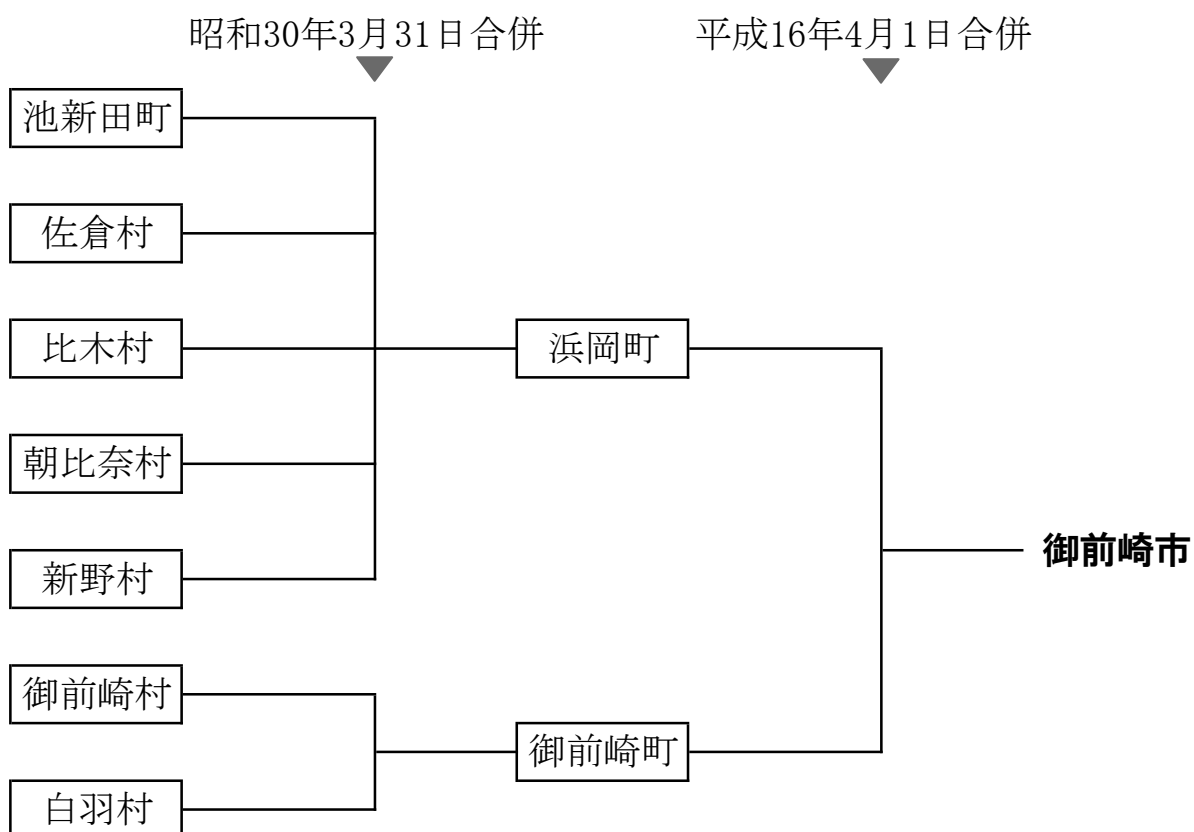 昭和30年3月31日合併
平成16年4月1日合併
池新田町
佐倉村
比木村
浜岡町
朝比奈村
新野村
御前崎市
御前崎村
御前崎町
白羽村